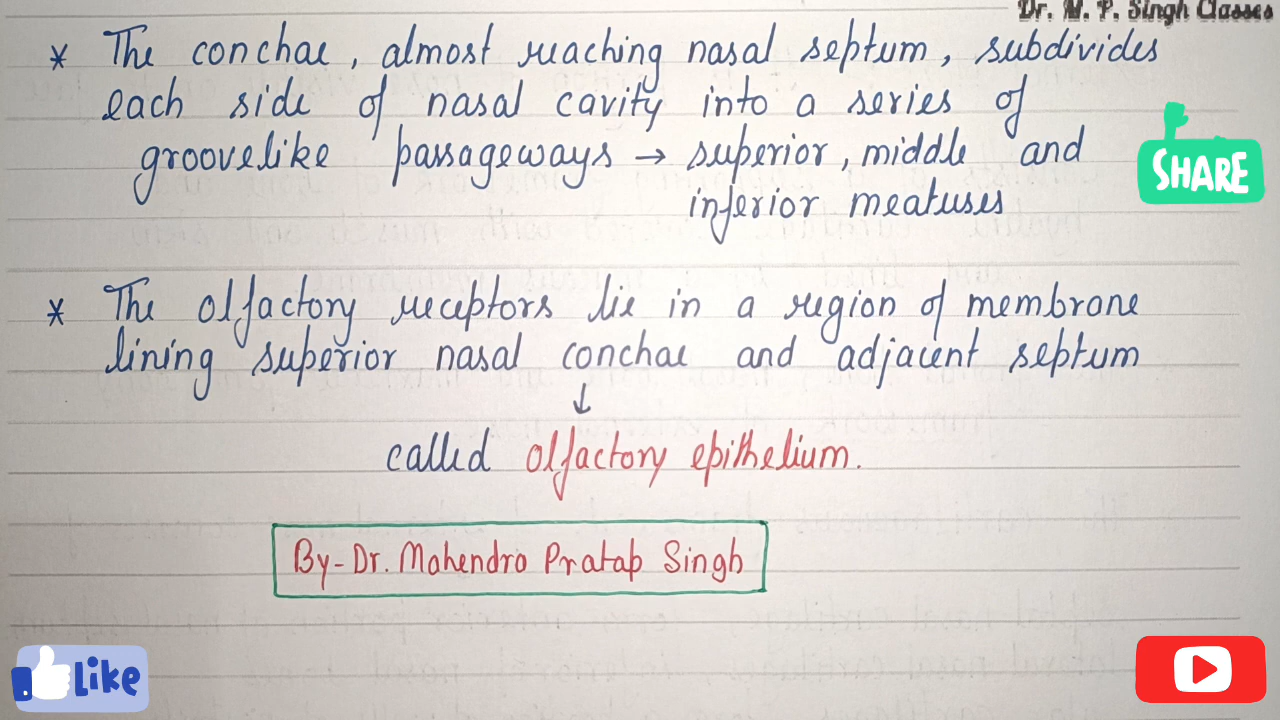 Dr. M. P. Singh Classes
* The conchae, almost reaching nasal septum, subdivides
each side of nasal cavity into a series of
groovelike passageways → superior, middle and
inferior meatuses
SHARE
* The olfactory receptors lie in a region of membrane
lining superior nasal conchae and adjacent septum
↓
called olfactory epithelium.
By- Dr. Mahendra Pratap Singh
Like